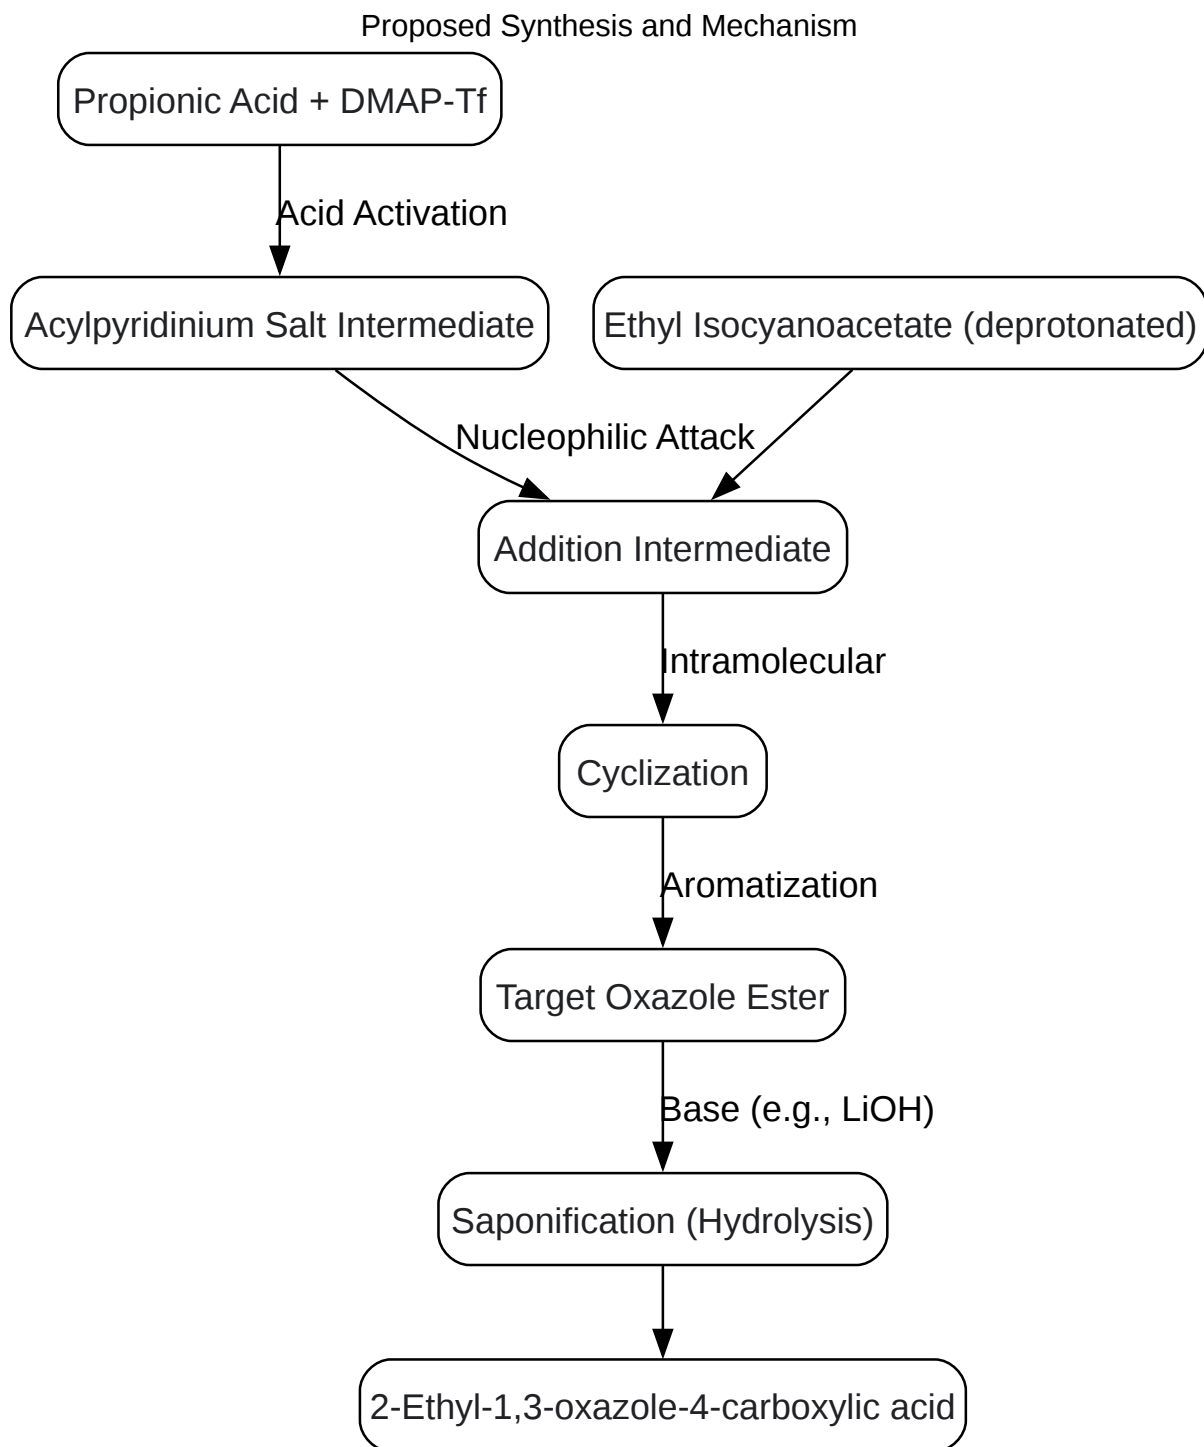 Proposed Synthesis and Mechanism
Propionic Acid + DMAP-Tf
Acid Activation
Acylpyridinium Salt Intermediate
Ethyl Isocyanoacetate (deprotonated)
Nucleophilic Attack
Addition Intermediate
Intramolecular
Cyclization
Aromatization
Target Oxazole Ester
Base (e.g., LiOH)
Saponification (Hydrolysis)
2-Ethyl-1,3-oxazole-4-carboxylic acid